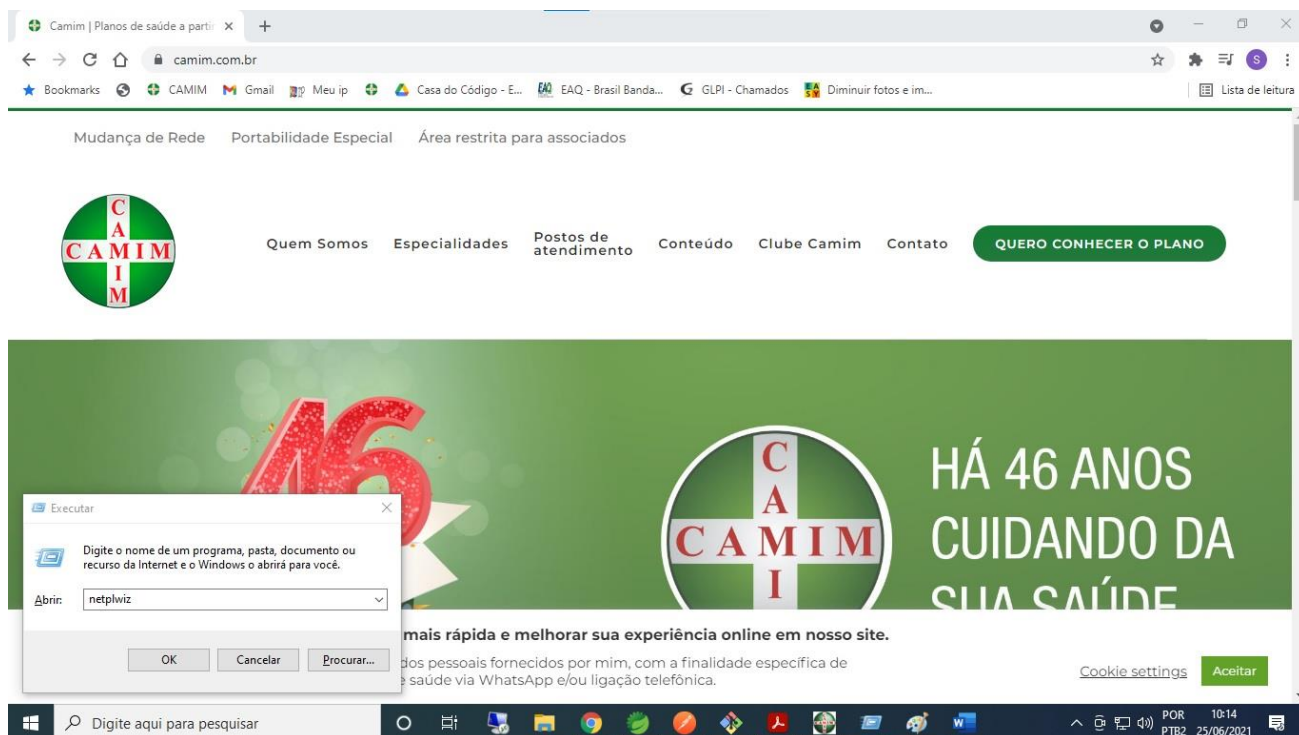 Camim | Planos de saúde a parti
camim.com.br
Bookmarks CAMIM Gmail Meu ip Casa do Código - E... EAQ - Brasil Banda... GLPI - Chamados Diminuir fotos e im... Lista de leitura
Mudança de Rede Portabilidade Especial Área restrita para associados
CAMIM
CAMIM
Quem Somos Especialidades Postos de atendimento Conteúdo Clube Camim Contato QUERO CONHECER O PLANO
46
CAMI
CAMIM
HÁ 46 ANOS
CUIDANDO DA
SUA SAÚDE
Executar
Digite o nome de um programa, pasta, documento ou
recurso da Internet e o Windows o abrirá para você.
Abrir: netplwiz
OK Cancelar Procurar...
mais rápida e melhorar sua experiência online em nosso site.
dos pessoais fornecidos por mim, com a finalidade específica de
saúde via WhatsApp e/ou ligação telefônica.
Cookie settings Aceitar
Digite aqui para pesquisar
POR 10:14
PTB2 25/06/2021